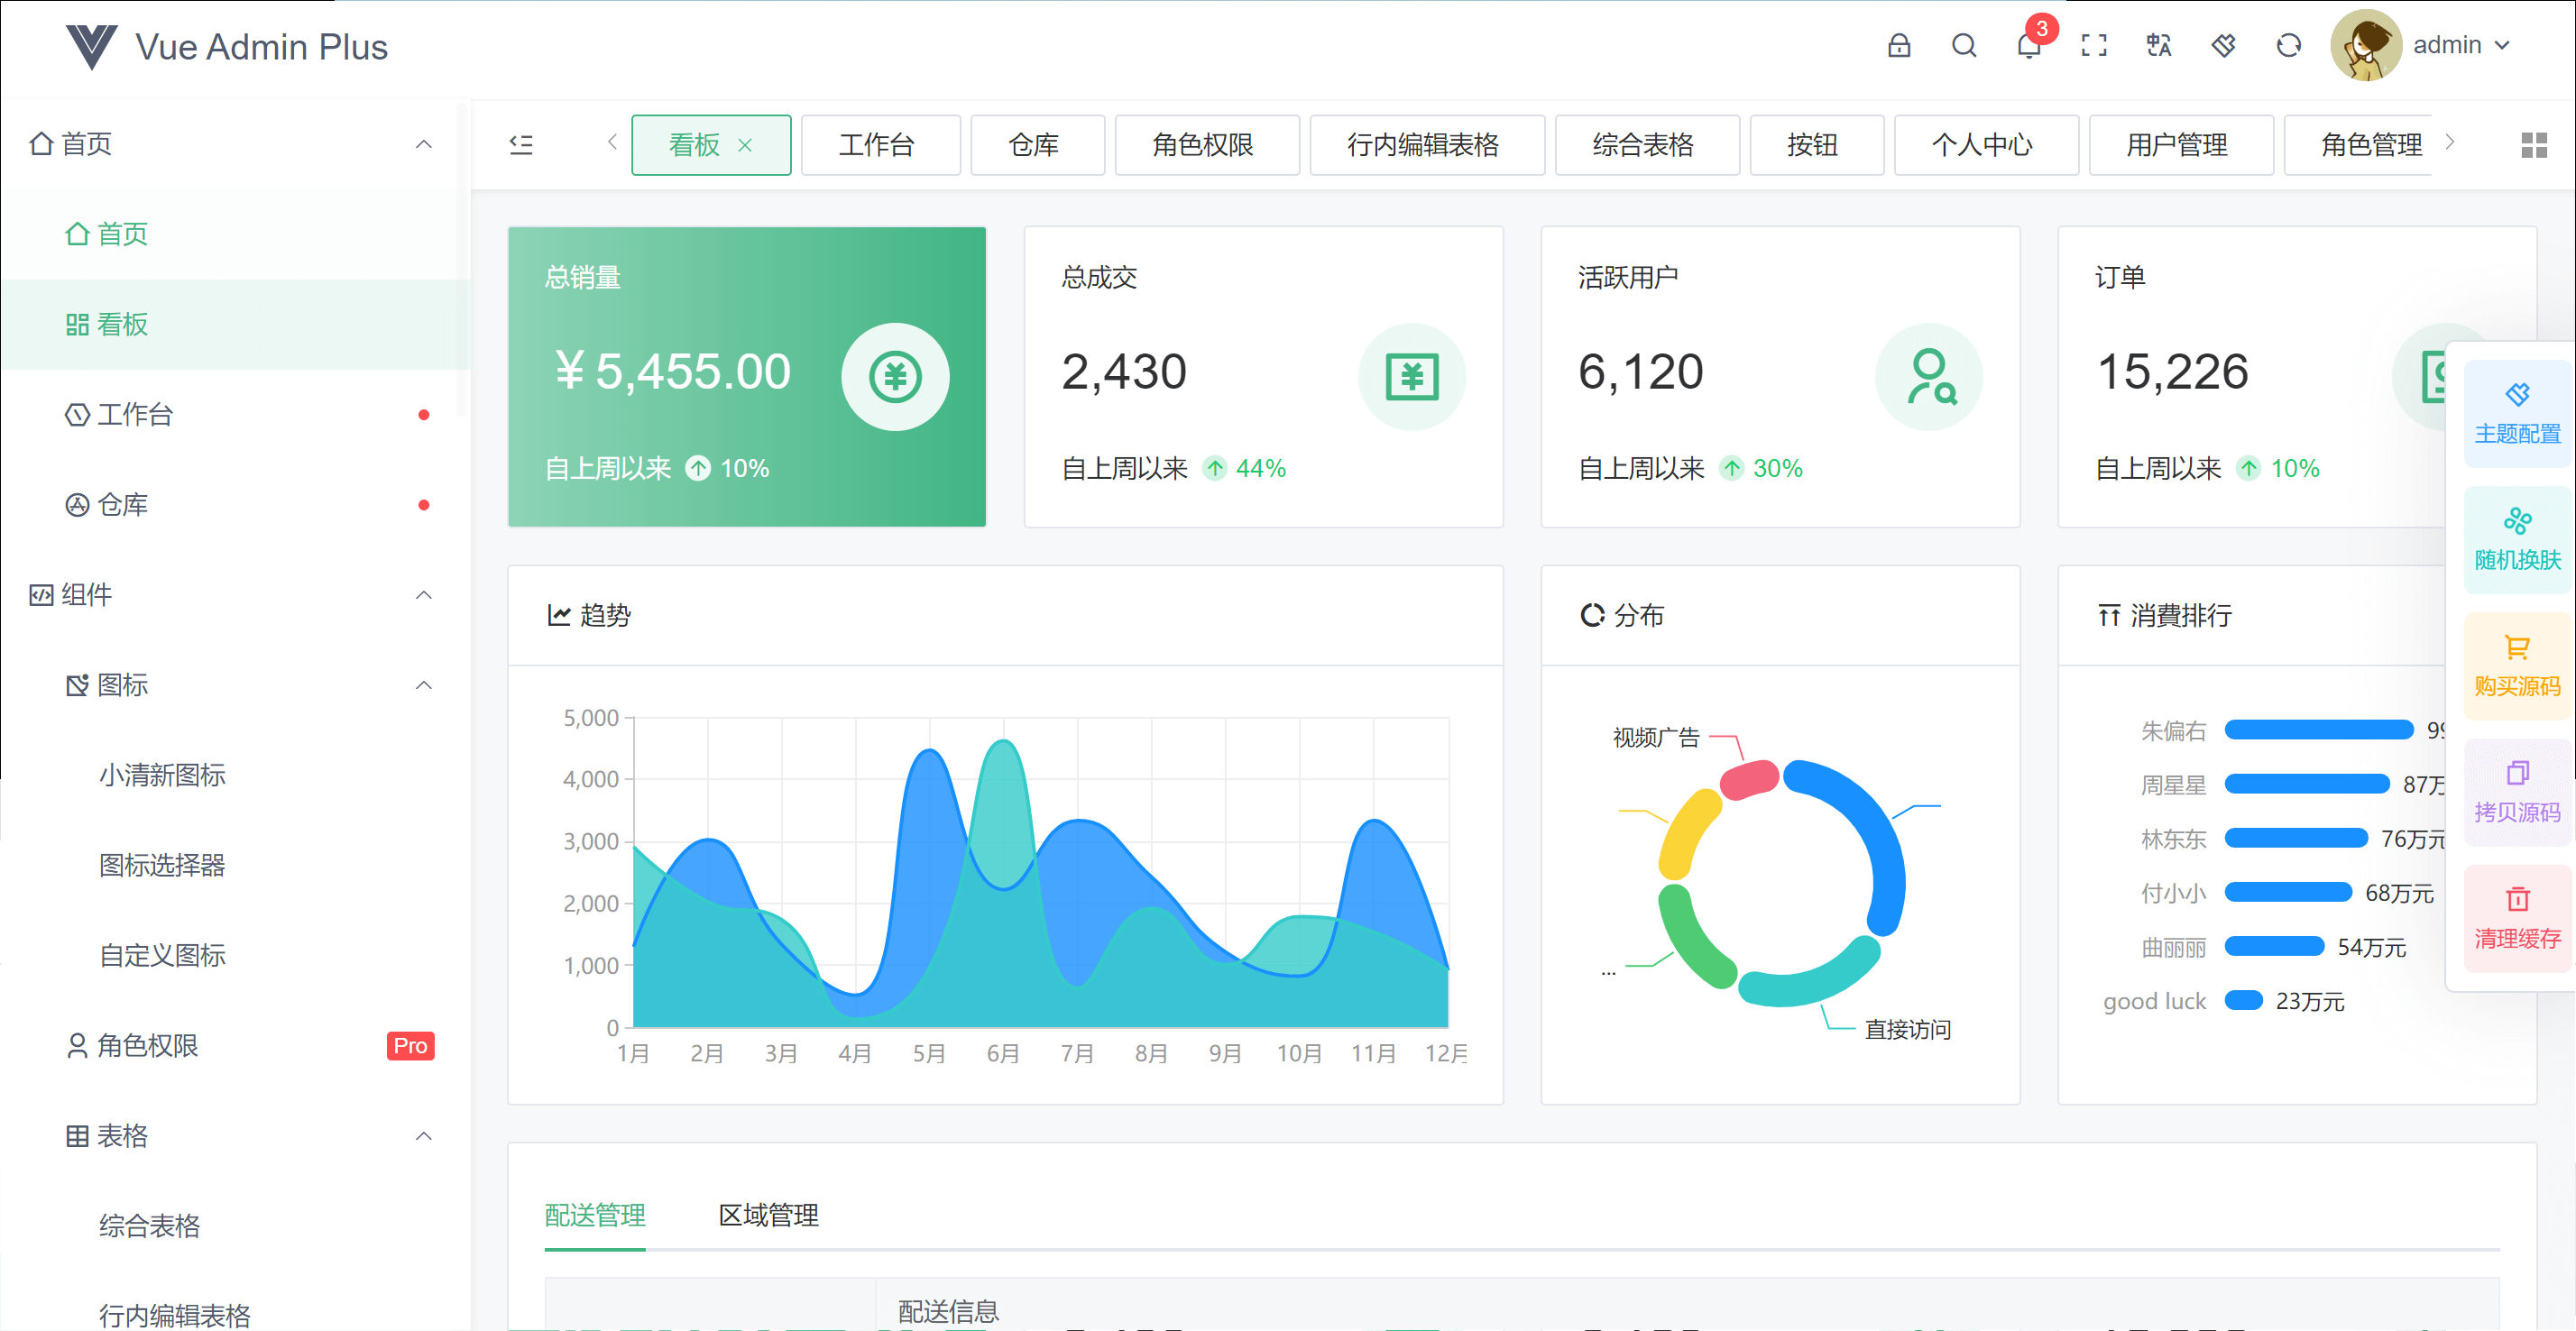 Vue Admin Plus
3
admin
首页
看板
工作台
仓库
角色权限
行内编辑表格
综合表格
按钮
个人中心
用户管理
角色管理
首页
看板
工作台
仓库
组件
图标
小清新图标
图标选择器
自定义图标
角色权限
Pro
表格
综合表格
行内编辑表格
总销量
￥5,455.00
自上周以来 10%
总成交
2,430
自上周以来 44%
活跃用户
6,120
自上周以来 30%
订单
15,226
自上周以来 10%
趋势
5,000
4,000
3,000
2,000
1,000
0
1月 2月 3月 4月 5月 6月 7月 8月 9月 10月 11月 12月
分布
视频广告
...
直接访问
消費排行
朱偏右
周星星 87万
林东东 76万元
付小小 68万元
曲丽丽 54万元
good luck 23万元
主题配置
随机换肤
购买源码
拷贝源码
清理缓存
配送管理
区域管理
配送信息